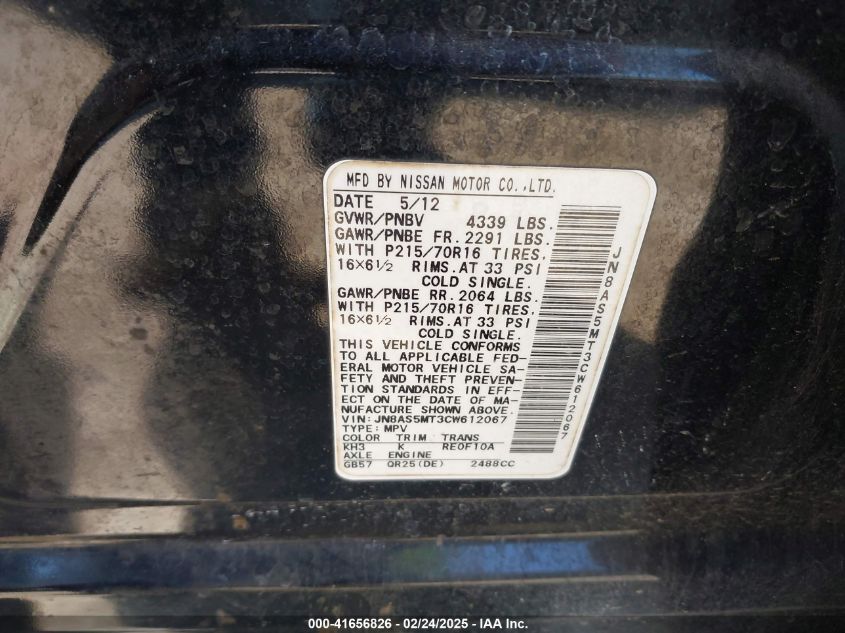 MFD BY NISSAN MOTOR CO.,LTD.
DATE 5/12
GVWR/PNBV 4339 LBS.
GAWR/PNBE FR. 2291 LBS.
WITH P215/70R16 TIRES,
16×6½ RIMS.AT 33 PSI
COLD SINGLE.
GAWR/PNBE RR. 2064 LBS.
WITH P215/70R16 TIRES,
16×6½ RIMS.AT 33 PSI
COLD SINGLE.
THIS VEHICLE CONFORMS
TO ALL APPLICABLE FED-
ERAL MOTOR VEHICLE SA-
FETY AND THEFT PREVEN-
TION STANDARDS IN EFF-
ECT ON THE DATE OF MA-
NUFACTURE SHOWN ABOVE.
VIN: JN8AS5MT3CW612067
TYPE: MPV
COLOR TRIM TRANS
KH3 K RE0F10A
AXLE ENGINE
GB57 QR25(DE) 2488CC
JN8AS5MT3CW612067
000-41656826 - 02/24/2025 - IAA Inc.